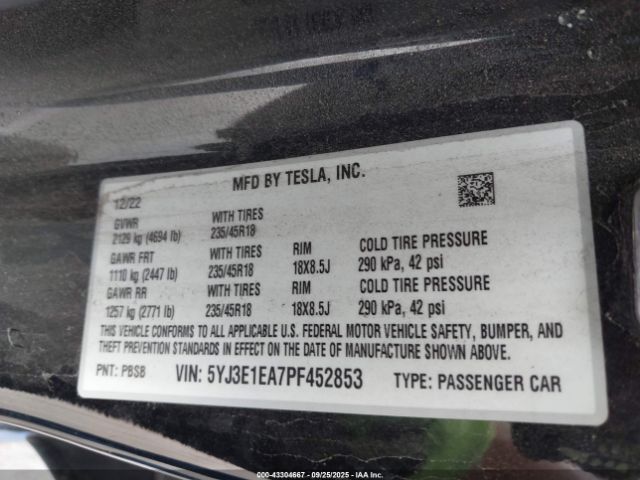 MFD BY TESLA, INC.
12/22
GVWR WITH TIRES
2129 kg (4694 lb) 235/45R18
GAWR FRT WITH TIRES RIM COLD TIRE PRESSURE
1110 kg (2447 lb) 235/45R18 18X8.5J 290 kPa, 42 psi
GAWR RR WITH TIRES RIM COLD TIRE PRESSURE
1257 kg (2771 lb) 235/45R18 18X8.5J 290 kPa, 42 psi
THIS VEHICLE CONFORMS TO ALL APPLICABLE U.S. FEDERAL MOTOR VEHICLE SAFETY, BUMPER, AND
THEFT PREVENTION STANDARDS IN EFFECT ON THE DATE OF MANUFACTURE SHOWN ABOVE.
PNT: PBSB VIN: 5YJ3E1EA7PF452853 TYPE: PASSENGER CAR
© 00-43304667 - 09/25/2025 - IAA Inc.